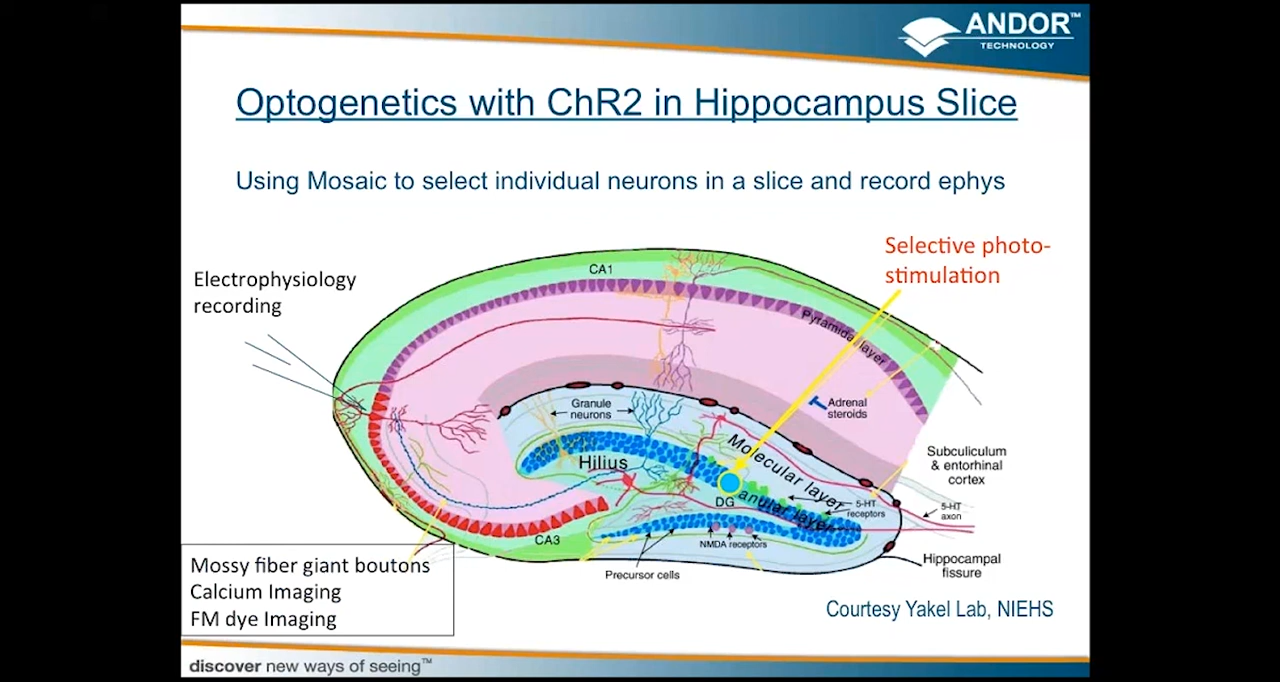 ANDOR™
TECHNOLOGY
Optogenetics with ChR2 in Hippocampus Slice
Using Mosaic to select individual neurons in a slice and record ephys
Selective photo-
stimulation
Electrophysiology
recording
CA1
Pyramidal layer
Adrenal
steroids
Granule
neurons
Molecular layer
Hilius
Subculiculum
& entorhinal
cortex
DG
anular layer
5-HT
receptors
5-HT
axon
CA3
NMDA receptors
Precursor cells
Hippocampal
fissure
Mossy fiber giant boutons
Calcium Imaging
FM dye Imaging
Courtesy Yakel Lab, NIEHS
discover new ways of seeing™